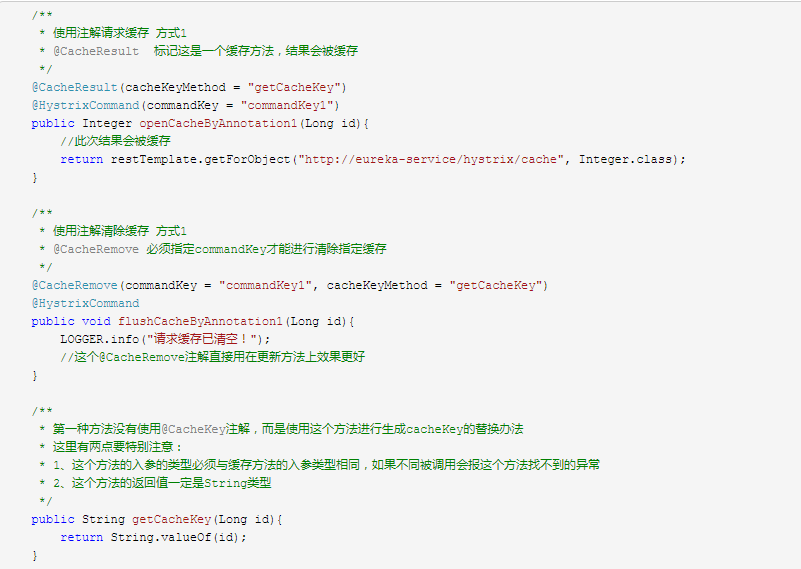 /**
 * 使用注解请求缓存 方式1
 * @CacheResult  标记这是一个缓存方法，结果会被缓存
 */
@CacheResult(cacheKeyMethod = "getCacheKey")
@HystrixCommand(commandKey = "commandKey1")
public Integer openCacheByAnnotation1(Long id){
    //此次结果会被缓存
    return restTemplate.getForObject("http://eureka-service/hystrix/cache", Integer.class);
}

/**
 * 使用注解清除缓存 方式1
 * @CacheRemove 必须指定commandKey才能进行清除指定缓存
 */
@CacheRemove(commandKey = "commandKey1", cacheKeyMethod = "getCacheKey")
@HystrixCommand
public void flushCacheByAnnotation1(Long id){
    LOGGER.info("请求缓存已清空！");
    //这个@CacheRemove注解直接用在更新方法上效果更好
}

/**
 * 第一种方法没有使用@CacheKey注解，而是使用这个方法进行生成cacheKey的替换办法
 * 这里有两点要特别注意：
 * 1、这个方法的入参的类型必须与缓存方法的入参类型相同，如果不同被调用会报这个方法找不到的异常
 * 2、这个方法的返回值一定是String类型
 */
public String getCacheKey(Long id){
    return String.valueOf(id);
}